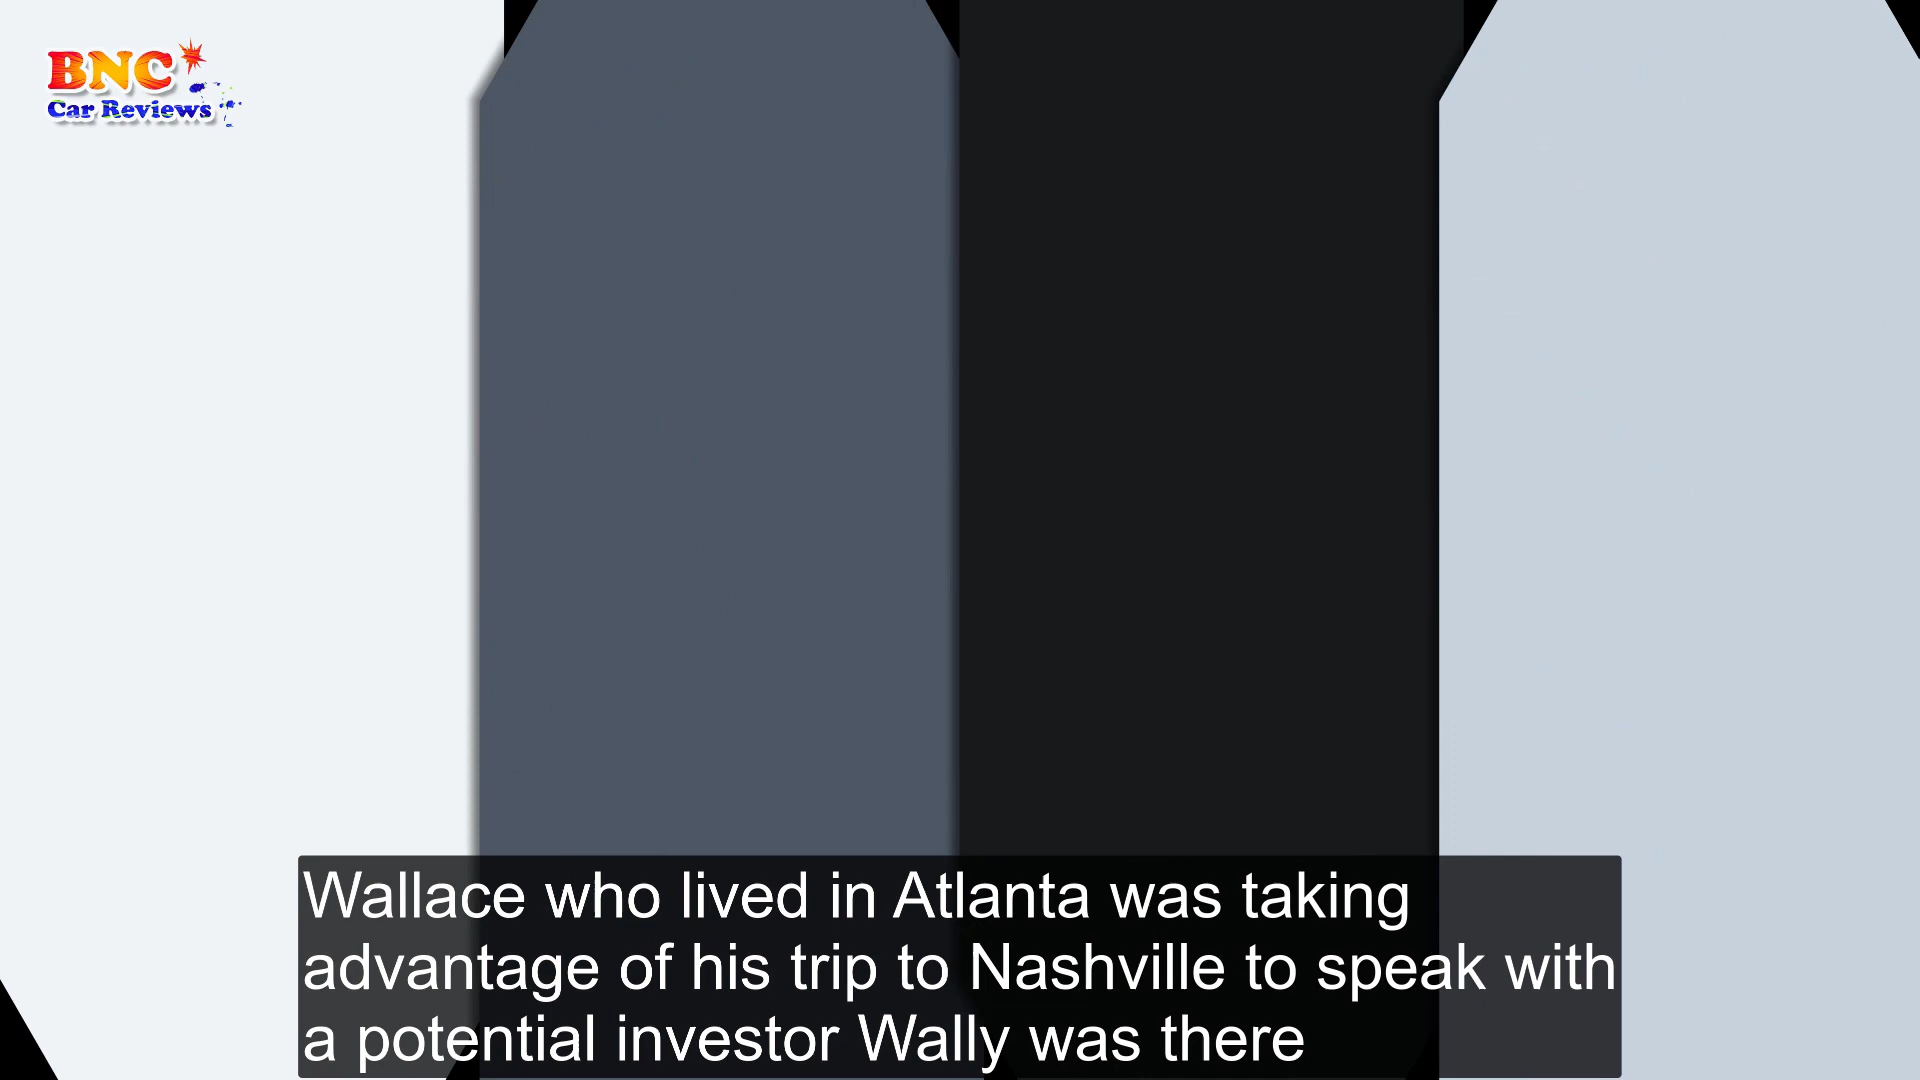 BNC
Car Reviews
Wallace who lived in Atlanta was taking
advantage of his trip to Nashville to speak with
a potential investor Wally was there